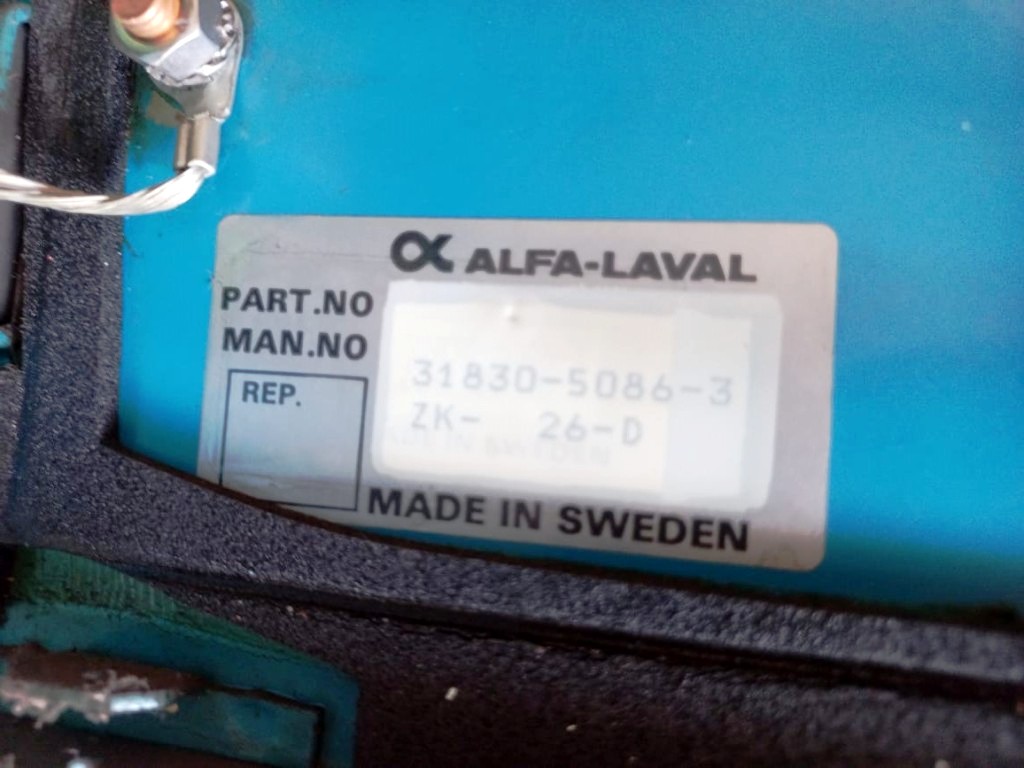 ALFA-LAVAL
PART.NO
MAN.NO
31830-5086-3
REP.
ZK- 26-D
MADE IN SWEDEN